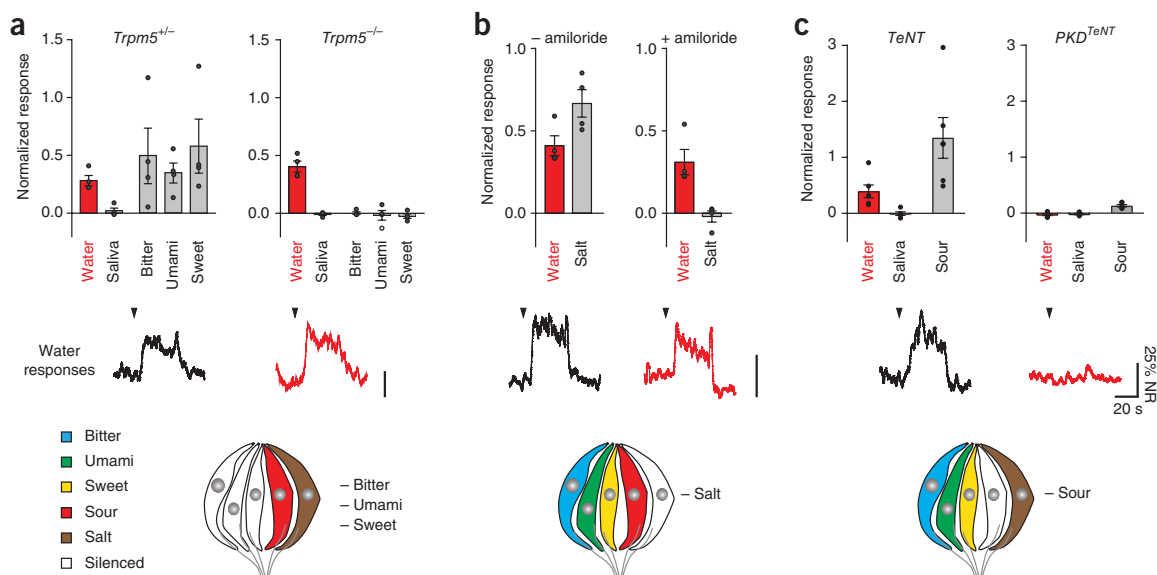 a
Trpm5+/–
Trpm5–/–
Normalized response
1.5
1.0
0.5
0.0
1.5
1.0
0.5
0.0
Water
Saliva
Bitter
Umami
Sweet
Water
Saliva
Bitter
Umami
Sweet
b
– amiloride
+ amiloride
Normalized response
1.0
0.5
0.0
1.0
0.5
0.0
Water
Salt
Water
Salt
c
TeNT
PKDTeNT
Normalized response
3
2
1
0
3
2
1
0
Water
Saliva
Sour
Water
Saliva
Sour
Water
responses
25% NR
20 s
Bitter
Umami
Sweet
Sour
Salt
Silenced
– Bitter
– Umami
– Sweet
– Salt
– Sour